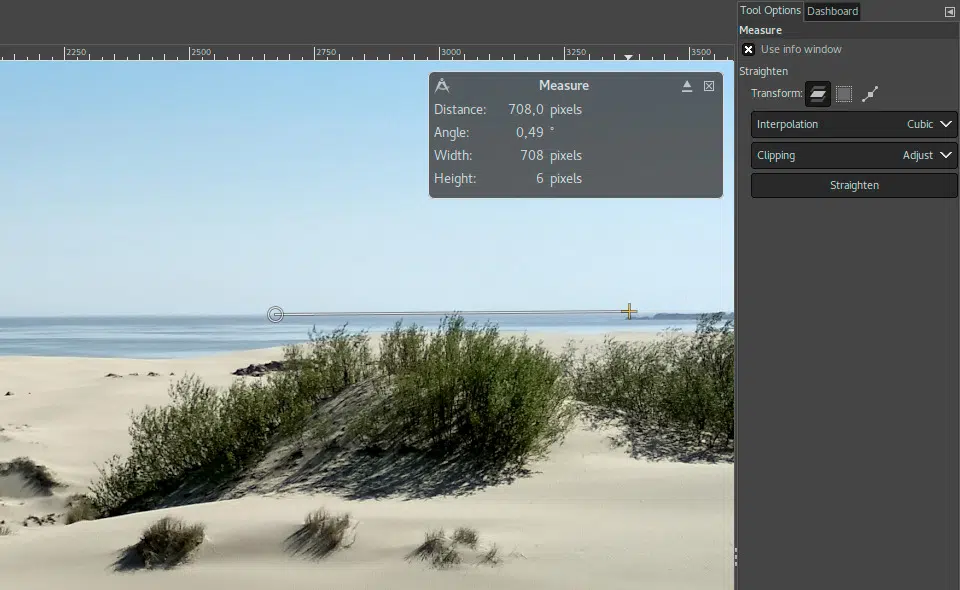 Tool Options Dashboard
Measure
Use info window
Straighten
Transform:
Interpolation Cubic
Clipping Adjust
Straighten
2250 2500 2750 3000 3250 3500
Measure
Distance: 708,0 pixels
Angle: 0,49 °
Width: 708 pixels
Height: 6 pixels